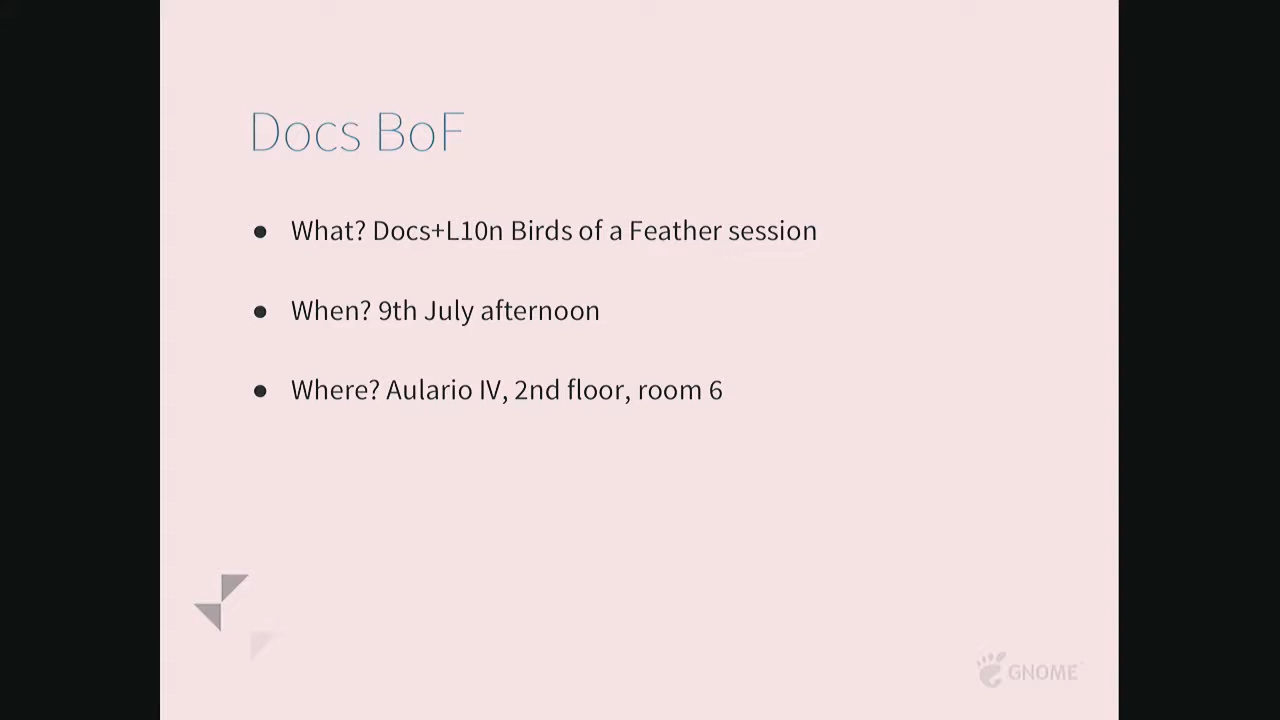 Docs BoF
● What? Docs+L10n Birds of a Feather session
● When? 9th July afternoon
● Where? Aulario IV, 2nd floor, room 6
GNOME